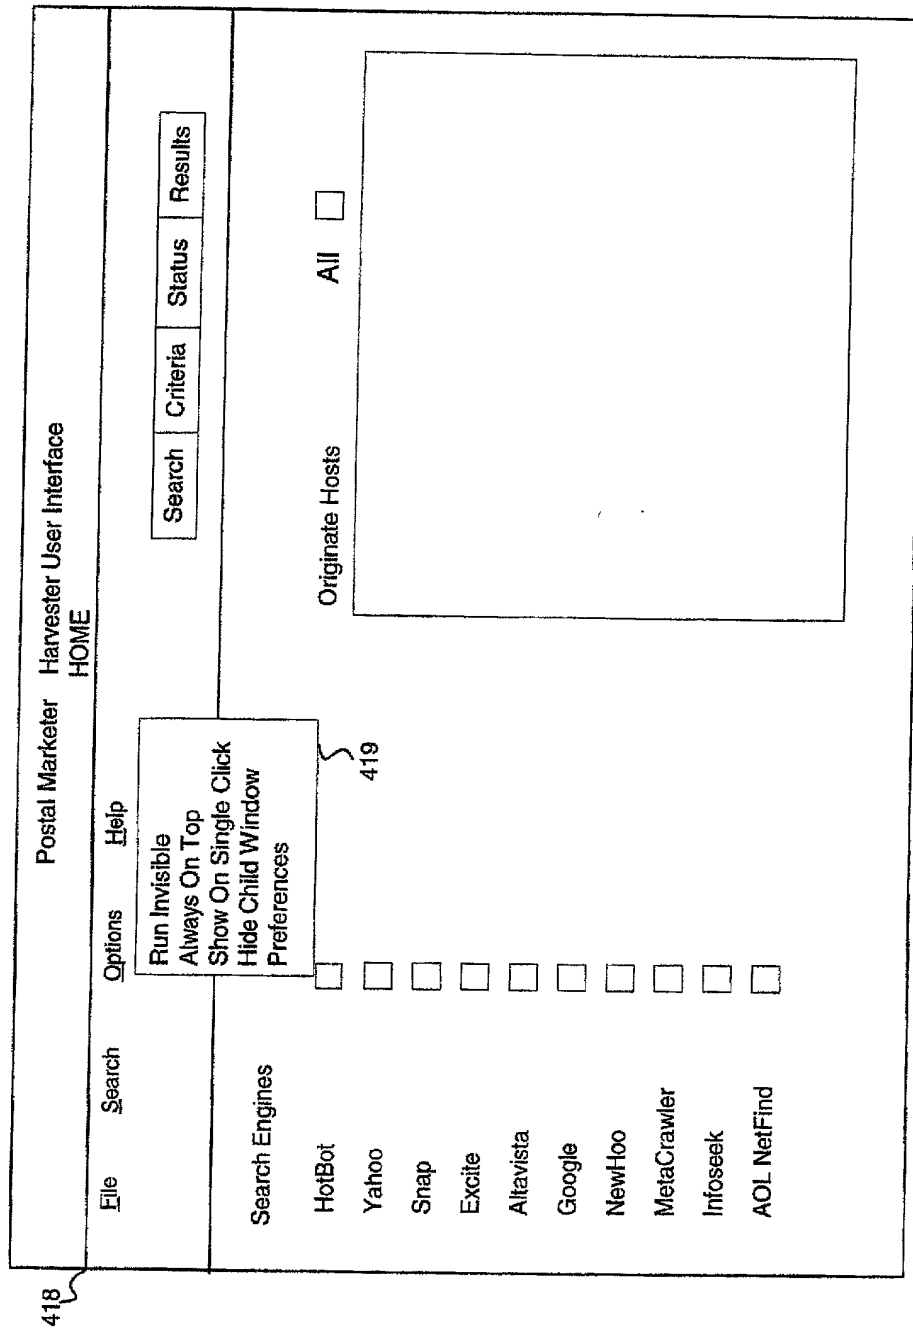 Postal Marketer Harvester User Interface
HOME
418
File Search Options Help
Run Invisible
Always On Top
Show On Single Click
Hide Child Window
Preferences
419
Search Criteria Status Results
Search Engines
HotBot
Yahoo
Snap
Excite
Altavista
Google
NewHoo
MetaCrawler
Infoseek
AOL NetFind
Originate Hosts All